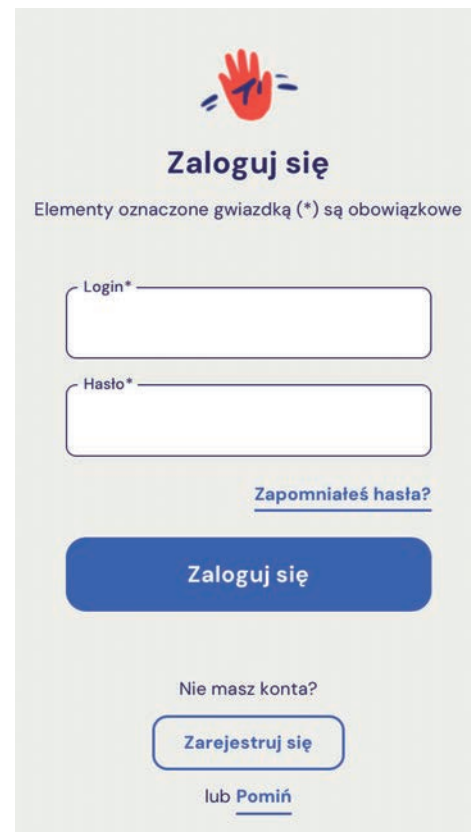 Zaloguj się
Elementy oznaczone gwiazdką (*) są obowiązkowe
Login*
Hasło*
Zapomniałeś hasła?
Zaloguj się
Nie masz konta?
Zarejestruj się
lub Pomiń